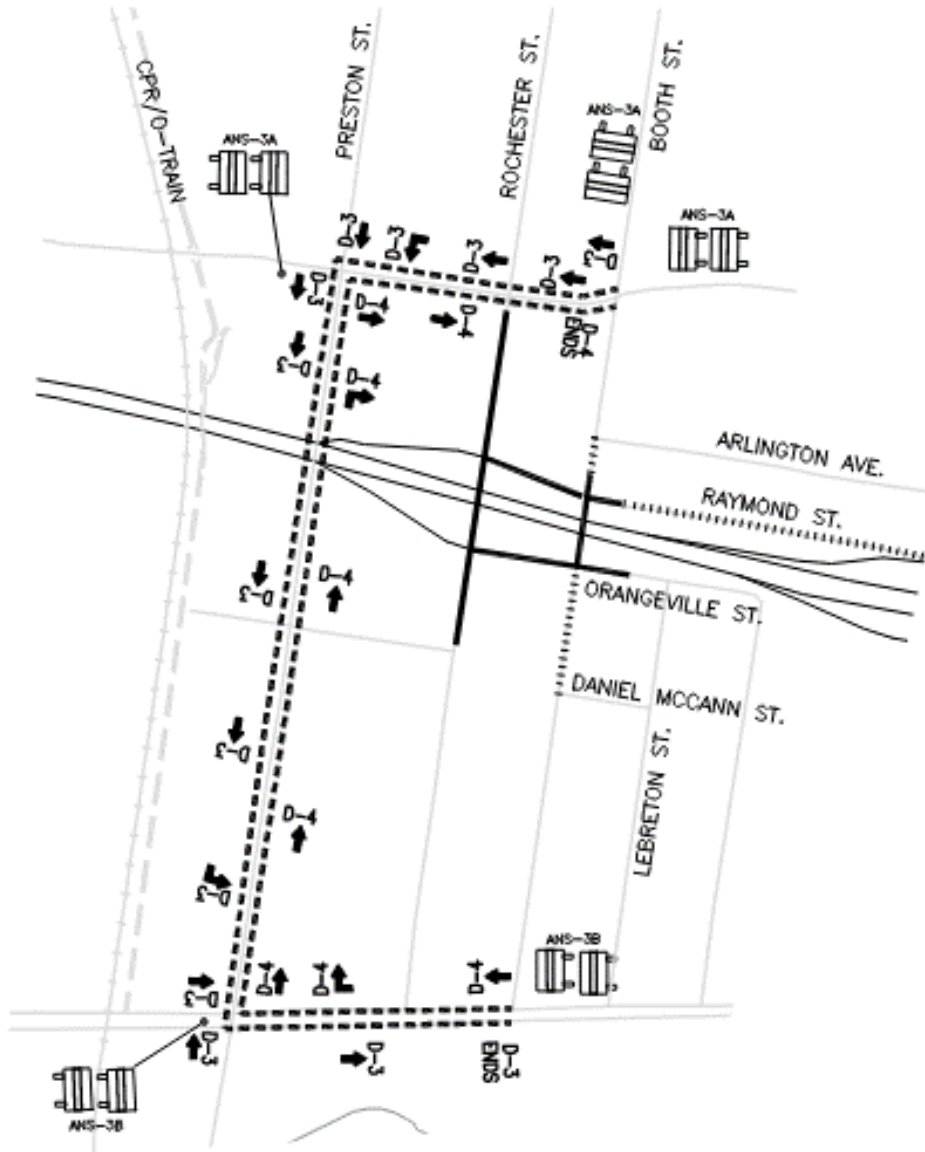 PRESTON ST.
ROCHESTER ST.
BOOTH ST.
CPR/O-TRAIN
ANS-3A
ANS-3A
ANS-3A
D-3
D-3
D-3
D-3
D-3
D-3
D-4
D-4
D-4
ENDS
D-3
D-4
ARLINGTON AVE.
RAYMOND ST.
D-4
D-3
ORANGEVILLE ST.
DANIEL MCCANN ST.
D-3
LEBRETON ST.
D-4
D-3
ANS-3B
D-4
D-4
D-4
D-3
D-3
D-3
D-3
ENDS
ANS-3B